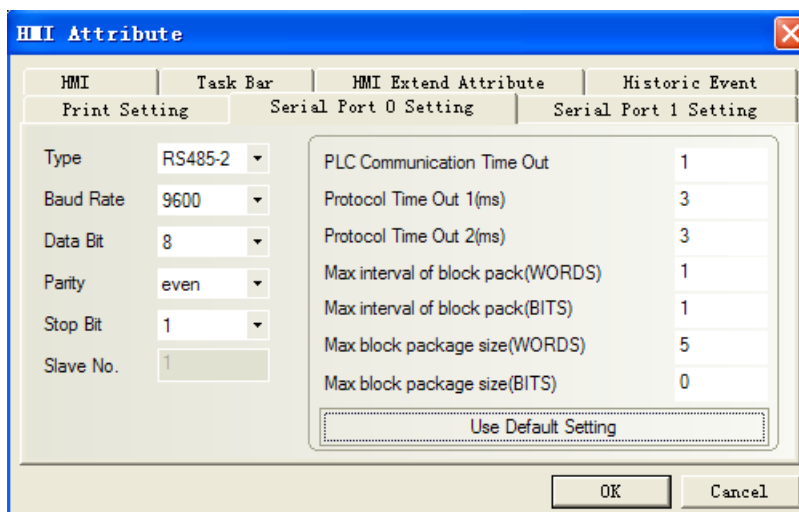 HMI Attribute
HMI Task Bar HMI Extend Attribute Historic Event
Print Setting Serial Port 0 Setting Serial Port 1 Setting
Type RS485-2
Baud Rate 9600
Data Bit 8
Parity even
Stop Bit 1
Slave No. 1
PLC Communication Time Out 1
Protocol Time Out 1(ms) 3
Protocol Time Out 2(ms) 3
Max interval of block pack(WORDS) 1
Max interval of block pack(BITS) 1
Max block package size(WORDS) 5
Max block package size(BITS) 0
Use Default Setting
OK Cancel